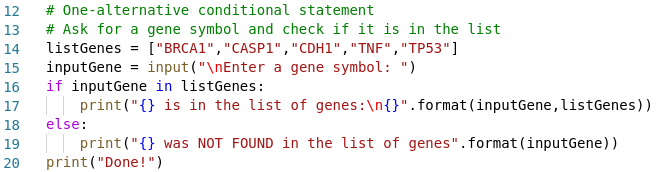 12 # One-alternative conditional statement
13 # Ask for a gene symbol and check if it is in the list
14 listGenes = ["BRCA1","CASP1","CDH1","TNF","TP53"]
15 inputGene = input("\nEnter a gene symbol: ")
16 if inputGene in listGenes:
17     print("{} is in the list of genes:\n{}".format(inputGene,listGenes))
18 else:
19     print("{} was NOT FOUND in the list of genes".format(inputGene))
20 print("Done!")